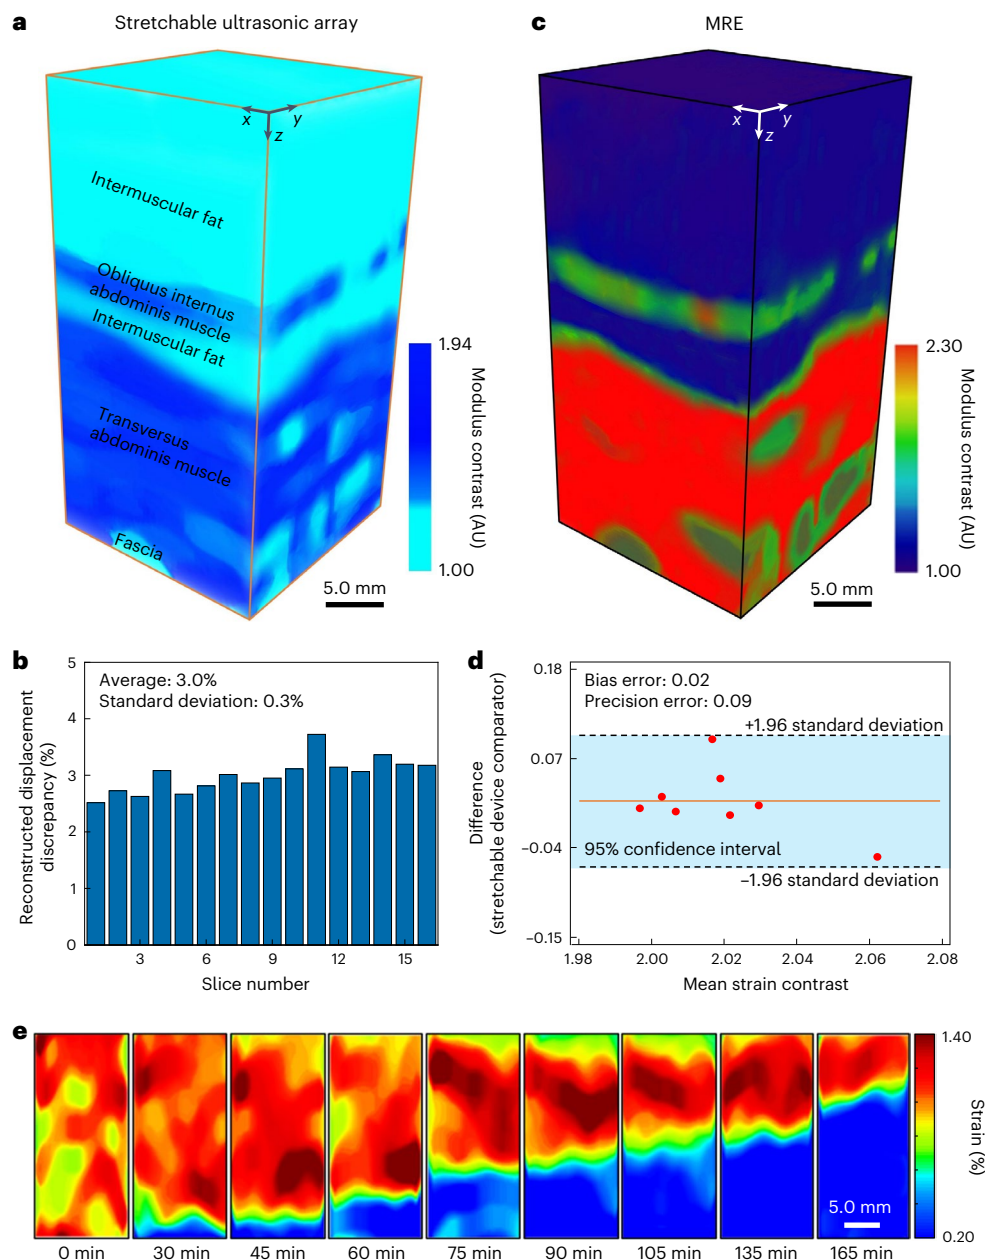 a
Stretchable ultrasonic array
x
y
z
Intermuscular fat
Obliquus internus
abdominis muscle
Intermuscular fat
Transversus
abdominis muscle
Fascia
1.94
Modulus contrast (AU)
1.00
5.0 mm
c
MRE
x
y
z
2.30
Modulus contrast (AU)
1.00
5.0 mm
b
Average: 3.0%
Standard deviation: 0.3%
Reconstructed displacement
discrepancy (%)
5
4
3
2
1
0
3 6 9 12 15
Slice number
d
Bias error: 0.02
Precision error: 0.09
+1.96 standard deviation
95% confidence interval
–1.96 standard deviation
Difference
(stretchable device comparator)
0.18
0.07
–0.04
–0.15
1.98 2.00 2.02 2.04 2.06 2.08
Mean strain contrast
e
1.40
Strain (%)
0.20
5.0 mm
0 min 30 min 45 min 60 min 75 min 90 min 105 min 135 min 165 min